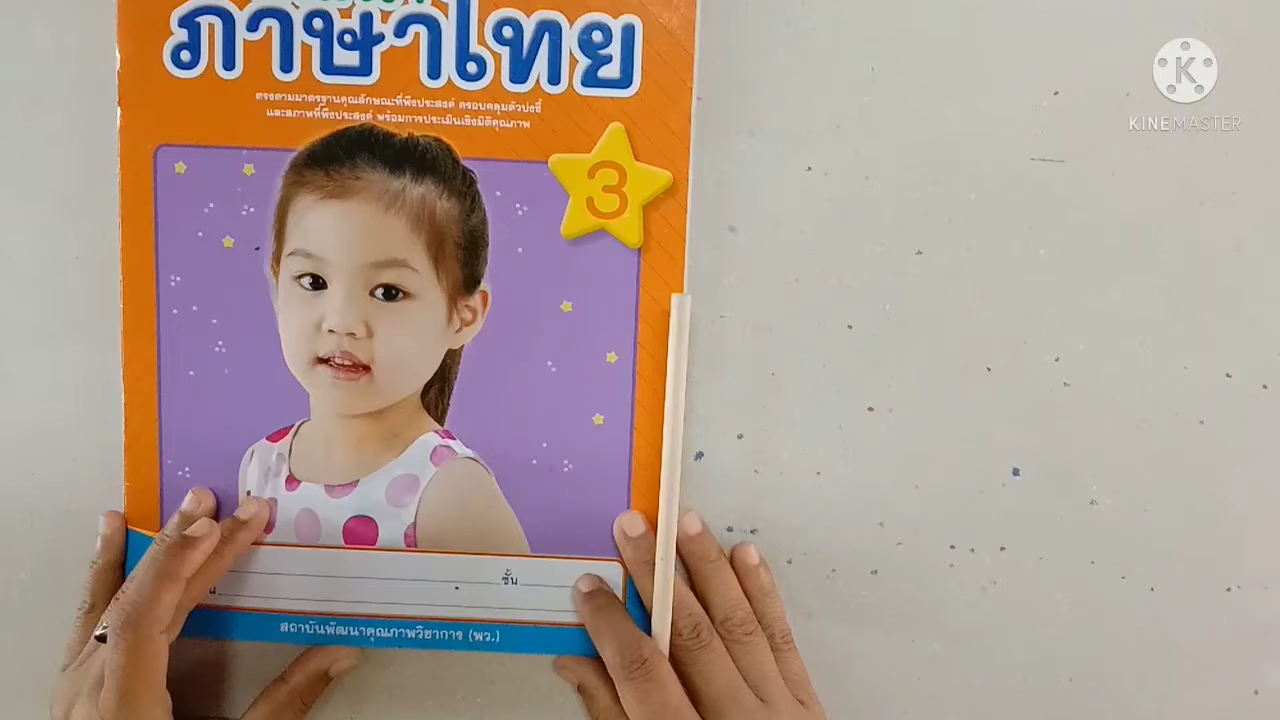 ภาษาไทย
ตรงตามมาตรฐานคุณลักษณะที่พึงประสงค์ ครอบคลุมตัวบ่งชี้
และสภาพที่พึงประสงค์ พร้อมการประเมินเชิงมิติคุณภาพ
3
ชั้น
สถาบันพัฒนาคุณภาพวิชาการ (พว.)
K
KINEMASTER